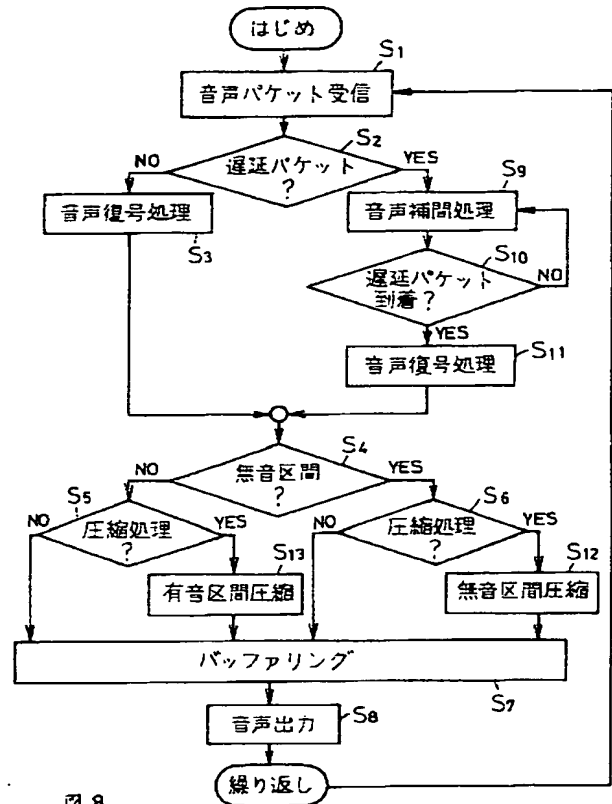 はじめ
S1
音声パケット受信
S2
NO
遅延パケット
?
YES
S9
音声復号処理
S3
音声補間処理
S10
遅延パケット
到着?
NO
YES
音声復号処理
S11
S4
NO
無音区間
?
YES
S5
NO
圧縮処理
?
YES
S6
NO
圧縮処理
?
YES
S13
有音区間圧縮
S12
無音区間圧縮
バッファリング
S7
音声出力
S8
繰り返し
図8